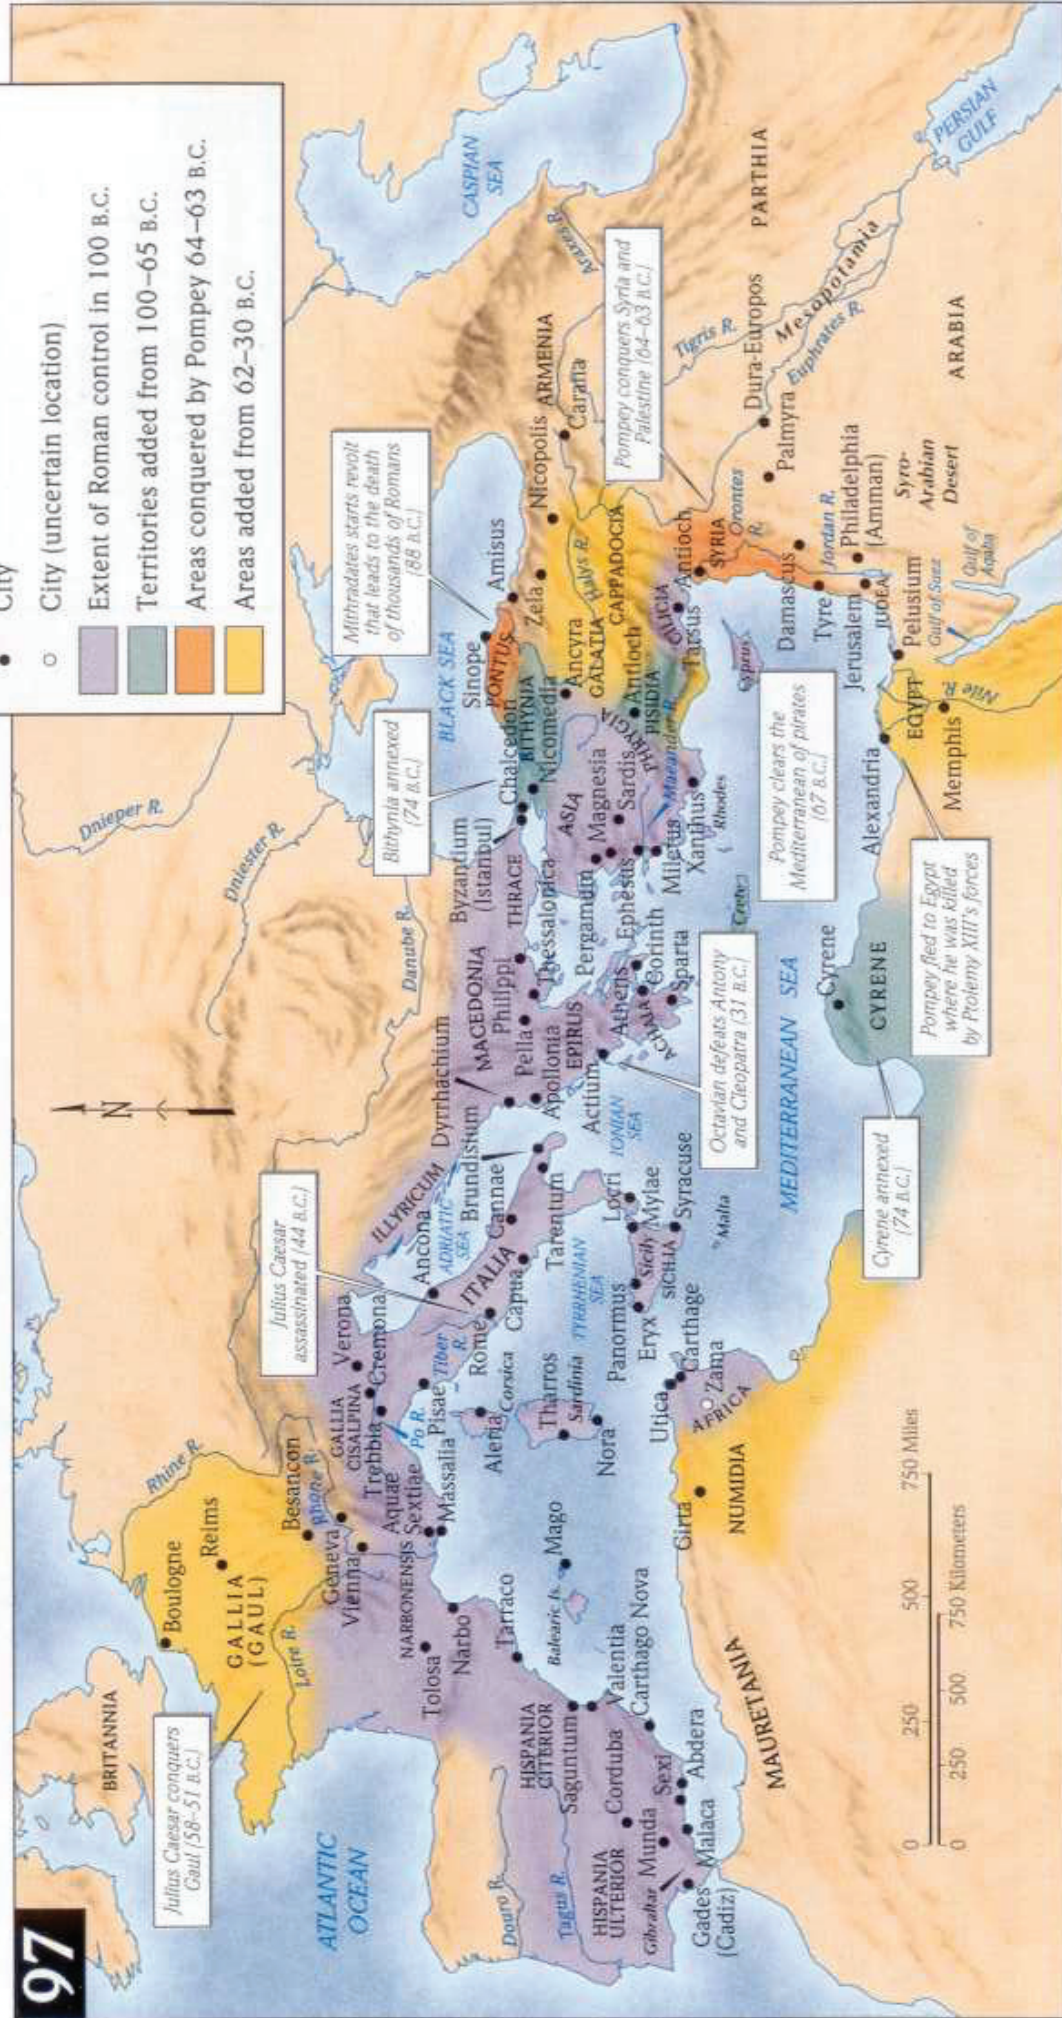 97
City
City (uncertain location)
Extent of Roman control in 100 B.C.
Territories added from 100–65 B.C.
Areas conquered by Pompey 64–63 B.C.
Areas added from 62–30 B.C.
BRITANNIA
Julius Caesar conquers
Gaul (58–51 B.C.)
ATLANTIC
OCEAN
Boulogne
Reims
GALLIA
(GAUL)
Loire R.
Rhine R.
Besancon
Rhone R.
Geneva
Vienna
GALLIA
CISALPINA
Trebbia
Cremona
Verona
Po R.
Aquae
Sextiae
Massalia
NARBONENSIS
Tolosa
Narbo
Tarraco
Douro R.
Tagus R.
HISPANIA
CITERIOR
Saguntum
Valentia
HISPANIA
ULTERIOR
Corduba
Munda
Sexi
Abdera
Carthago Nova
Gibraltar
Gades
(Cadiz)
Malaca
Balearic Is.
Mago
MAURETANIA
Julius Caesar
assassinated (44 B.C.)
ILLYRICUM
Ancona
ADRIATIC
SEA
Pisae
Tiber
R.
ITALIA
Rome
Cannae
Capua
Brundisium
Tarentum
Aleria
Corsica
Tharros
Sardinia
Nora
TYRRHENIAN
SEA
Panormus
Eryx
Sicily
SICILIA
Locri
Mylae
Syracuse
Malta
IONIAN
SEA
Utica
Carthage
Zama
AFRICA
Cirta
NUMIDIA
N
Dnieper R.
Dniester R.
Danube R.
Dyrrhachium
MACEDONIA
Philippi
Pella
Thessalonica
Apollonia
EPIRUS
Actium
Athens
ACHAIA
Corinth
Sparta
Octavian defeats Antony
and Cleopatra (31 B.C.)
Crete
THRACE
Byzantium
(Istanbul)
Bithynia annexed
(74 B.C.)
BLACK SEA
Chalcedon
BITHYNIA
Nicomedia
Pergamum
ASIA
Magnesia
Sardis
PHRYGIA
Ephesus
Maeander R.
Miletus
Xanthus
Rhodes
Mithradates starts revolt
that leads to the death
of thousands of Romans
(88 B.C.)
Sinope
PONTUS
Amisus
Zela
Nicopolis
ARMENIA
Carana
Ancyra
GALATIA
Halys R.
CAPPADOCIA
Antioch
PISIDIA
CILICIA
Tarsus
Antioch
SYRIA
Orontes
R.
Cyprus
CASPIAN
SEA
Araxes R.
Pompey conquers Syria and
Palestine (64–63 B.C.)
Tigris R.
Mesopotamia
Euphrates R.
PARTHIA
Dura-Europos
Palmyra
PERSIAN
GULF
ARABIA
Syro-
Arabian
Desert
Damascus
Tyre
Jordan R.
Philadelphia
(Amman)
Jerusalem
JUDEA
Pelusium
Gulf of Suez
Gulf of
Aqaba
EGYPT
Nile R.
Memphis
Alexandria
Pompey clears the
Mediterranean of pirates
(67 B.C.)
MEDITERRANEAN SEA
Cyrene
CYRENE
Cyrene annexed
(74 B.C.)
Pompey fled to Egypt
where he was killed
by Ptolemy XIII's forces
0 250 500 750 Miles
0 250 500 750 Kilometers